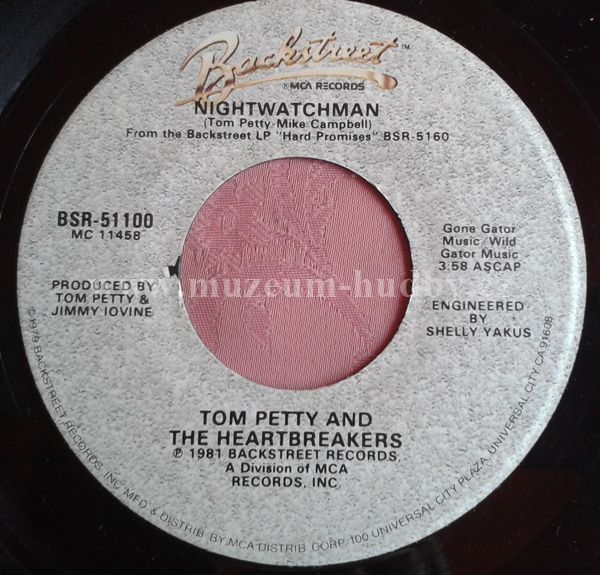 Backstreet™
®MCA RECORDS
NIGHTWATCHMAN
(Tom Petty-Mike Campbell)
From the Backstreet LP "Hard Promises" BSR-5160
BSR-51100
MC 11458
PRODUCED BY
TOM PETTY &
JIMMY IOVINE
Gone Gator
Music/Wild
Gator Music
3:58 ASCAP
ENGINEERED
BY
SHELLY YAKUS
muzeum-hudby
TOM PETTY AND
THE HEARTBREAKERS
℗ 1981 BACKSTREET RECORDS,
A Division of MCA
RECORDS, INC.
©1979 BACKSTREET RECORDS, INC MFD & DISTRIB BY MCA DISTRIB CORP, 100 UNIVERSAL CITY PLAZA, UNIVERSAL CITY CA 91608